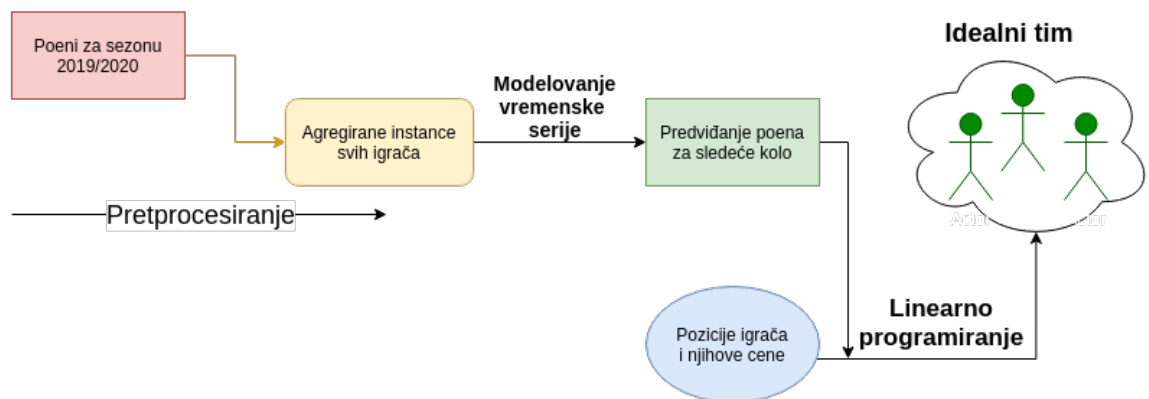 Poeni za sezonu
2019/2020
Agregirane instance
svih igrača
Modelovanje
vremenske
serije
Predviđanje poena
za sledeće kolo
Idealni tim
Pretprocesiranje
Pozicije igrača
i njihove cene
Linearno
programiranje